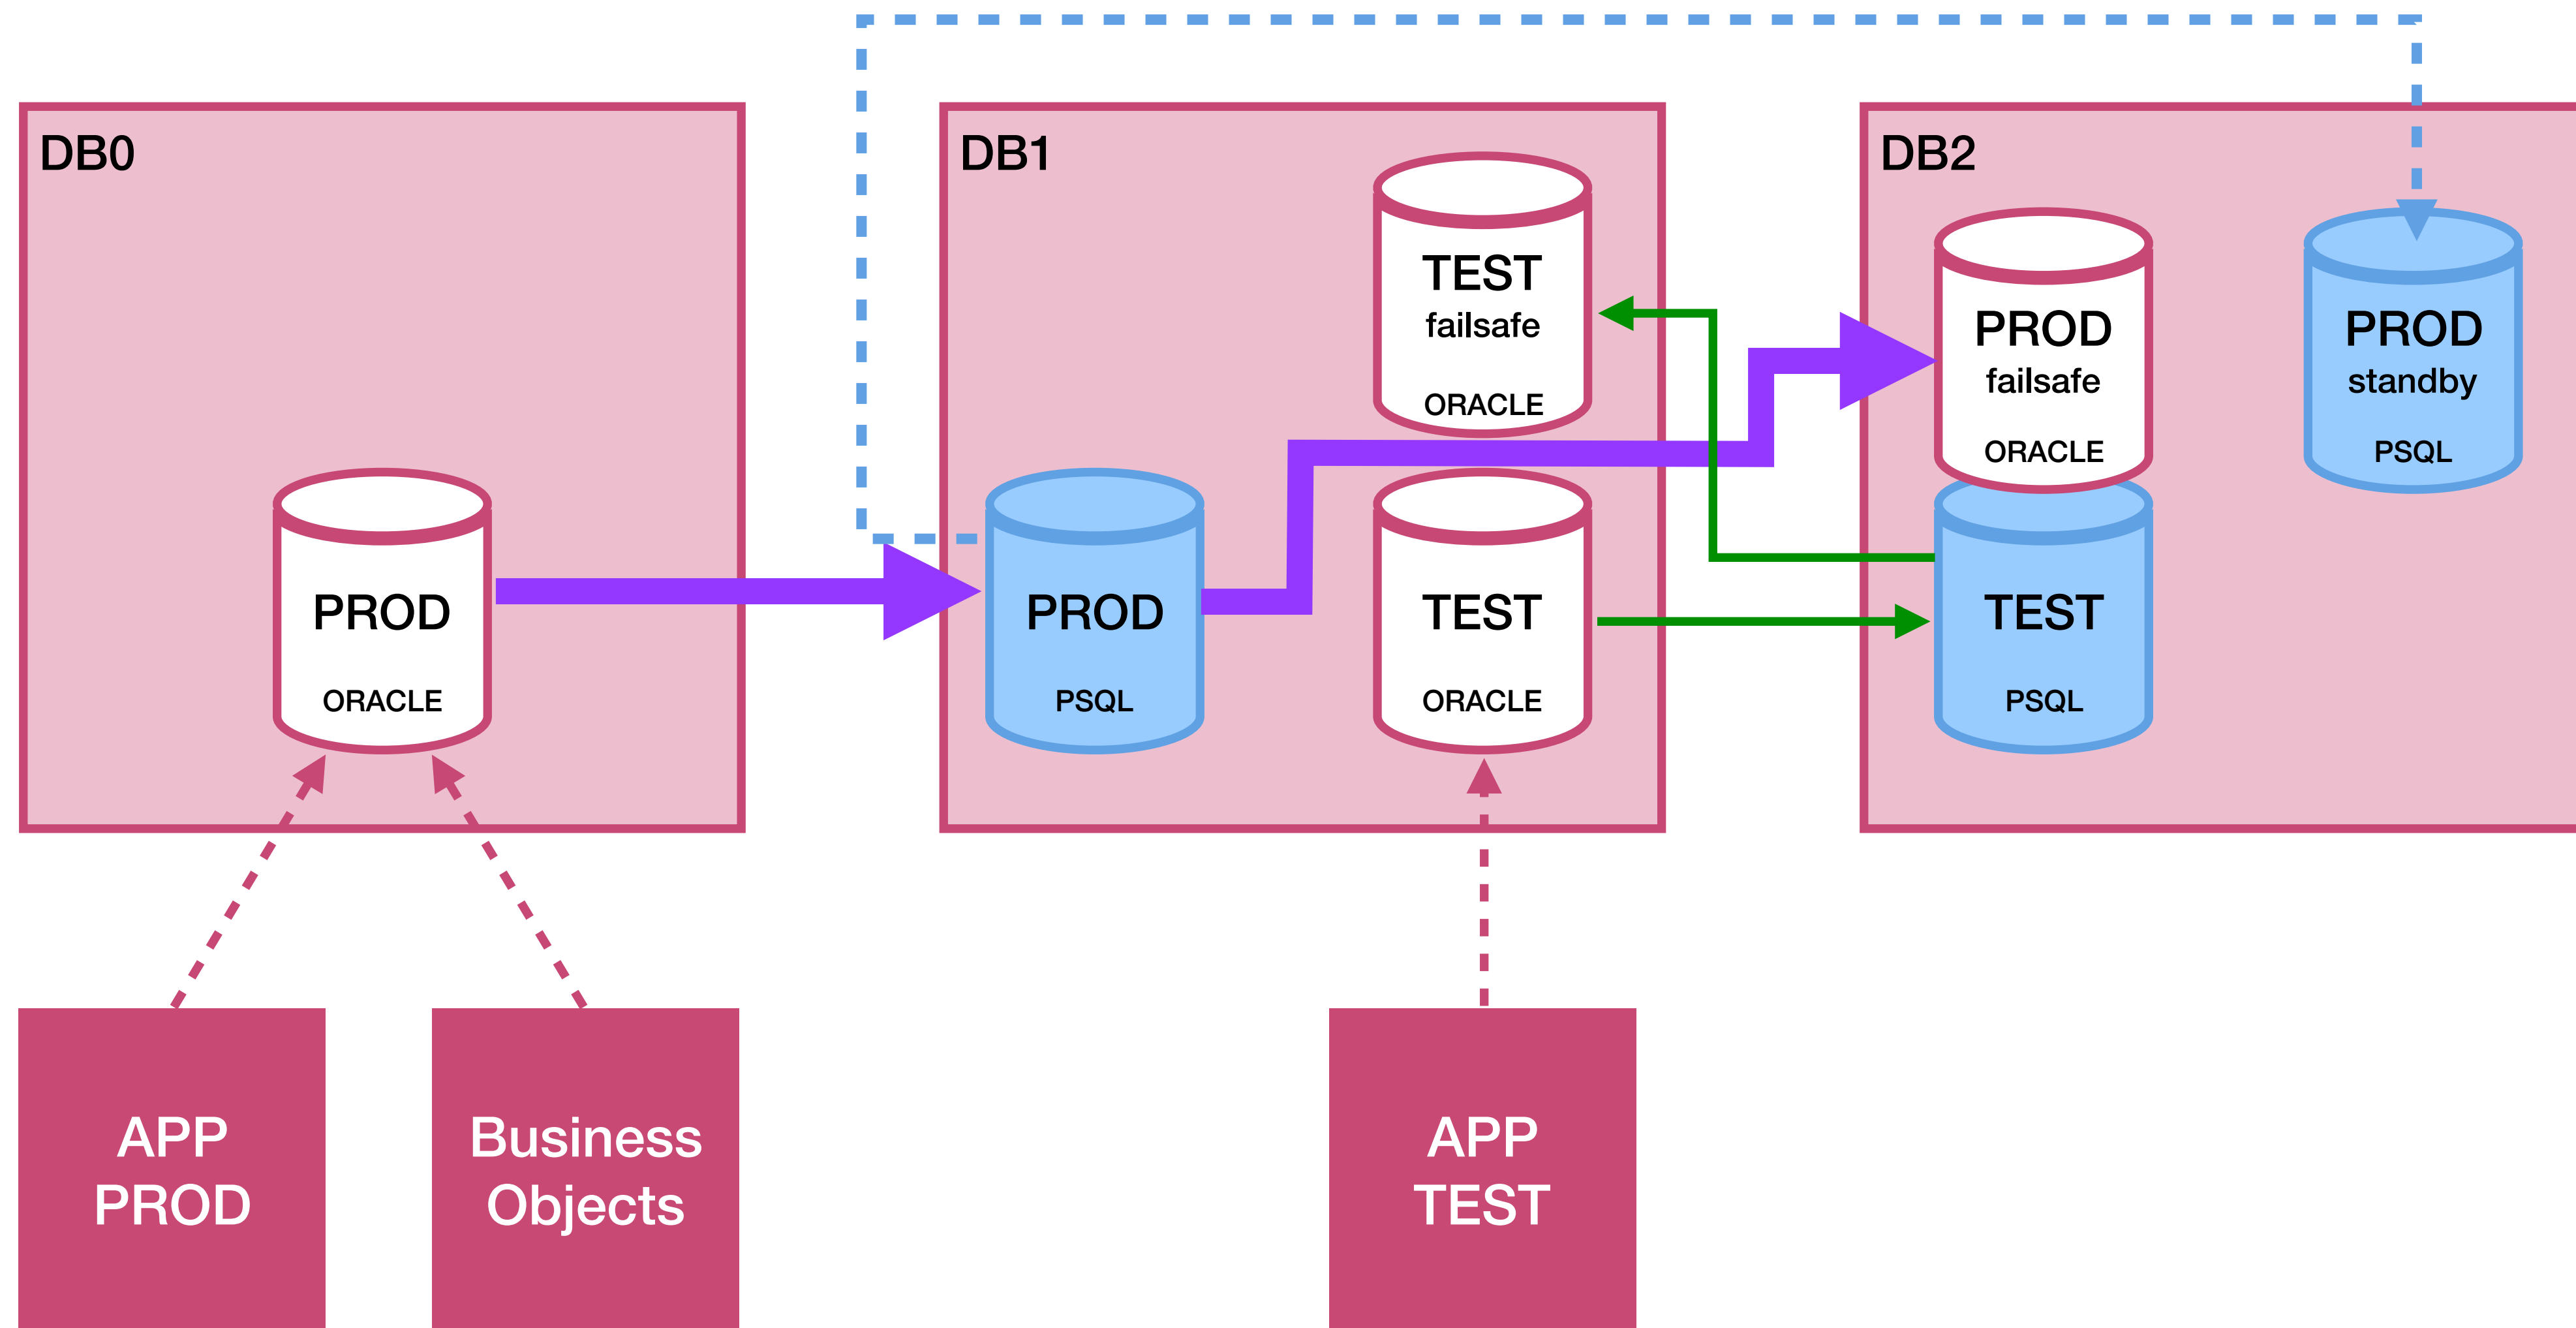 DB0
PROD
ORACLE
DB1
TEST
failsafe
ORACLE
PROD
PSQL
TEST
ORACLE
DB2
PROD
failsafe
ORACLE
PROD
standby
PSQL
TEST
PSQL
APP
PROD
Business
Objects
APP
TEST